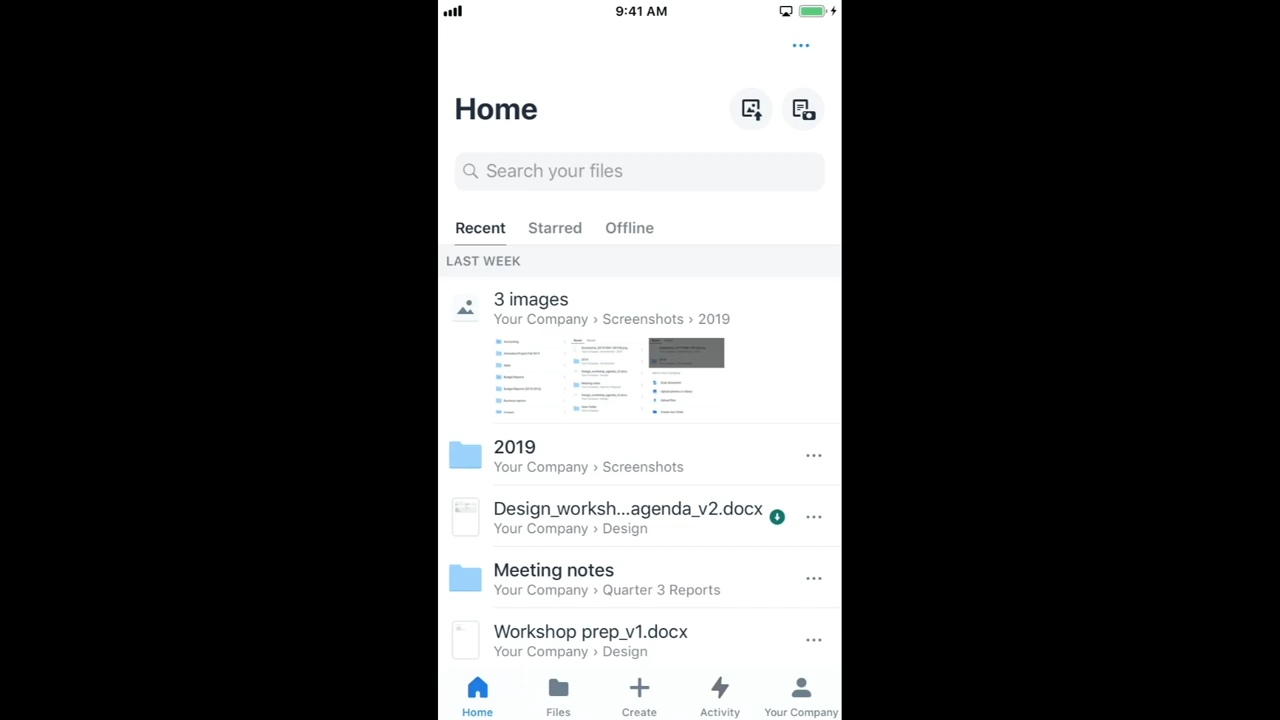 9:41 AM
Home
Search your files
Recent Starred Offline
LAST WEEK
3 images
Your Company › Screenshots › 2019
2019
Your Company › Screenshots
Design_worksh...agenda_v2.docx
Your Company › Design
Meeting notes
Your Company › Quarter 3 Reports
Workshop prep_v1.docx
Your Company › Design
Home Files Create Activity Your Company